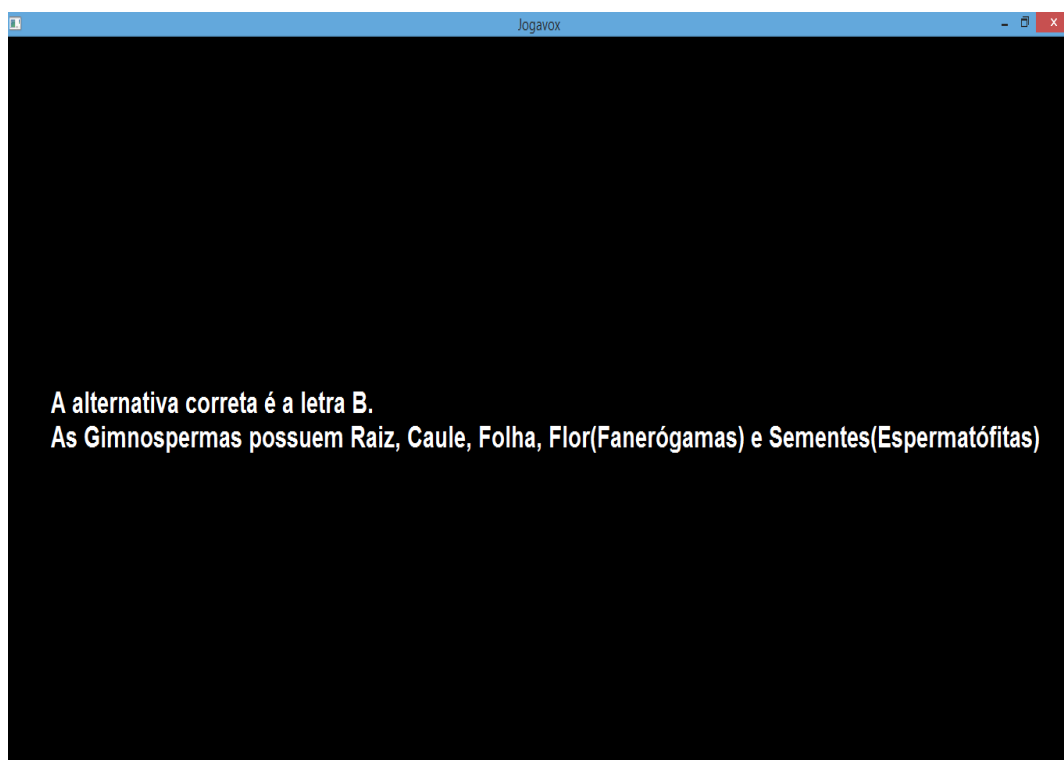 Jogavox
A alternativa correta é a letra B.
As Gimnospermas possuem Raiz, Caule, Folha, Flor(Fanerógamas) e Sementes(Espermatófitas)